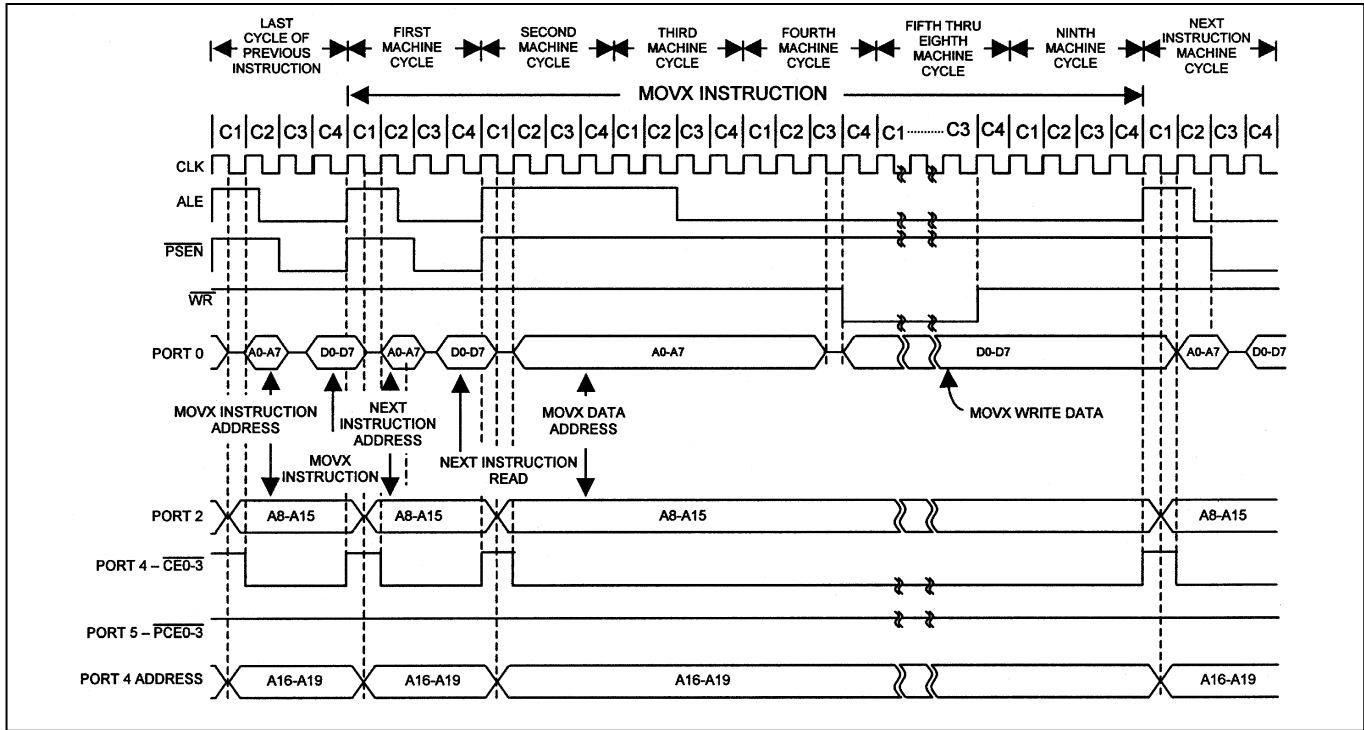 LAST CYCLE OF PREVIOUS INSTRUCTION
FIRST MACHINE CYCLE
SECOND MACHINE CYCLE
THIRD MACHINE CYCLE
FOURTH MACHINE CYCLE
FIFTH THRU EIGHTH MACHINE CYCLE
NINTH MACHINE CYCLE
NEXT INSTRUCTION MACHINE CYCLE
MOVX INSTRUCTION
C1 C2 C3 C4 C1 C2 C3 C4 C1 C2 C3 C4 C1 C2 C3 C4 C1 C2 C3 C4 C1 ......... C3 C4 C1 C2 C3 C4 C1 C2 C3 C4
CLK
ALE
PSEN
WR
PORT 0 A0-A7 D0-D7 A0-A7 D0-D7 A0-A7 D0-D7 A0-A7 D0-D7
MOVX INSTRUCTION ADDRESS
MOVX INSTRUCTION
NEXT INSTRUCTION ADDRESS
NEXT INSTRUCTION READ
MOVX DATA ADDRESS
MOVX WRITE DATA
PORT 2 A8-A15 A8-A15 A8-A15 A8-A15
PORT 4 – CE0-3
PORT 5 – PCE0-3
PORT 4 ADDRESS A16-A19 A16-A19 A16-A19 A16-A19